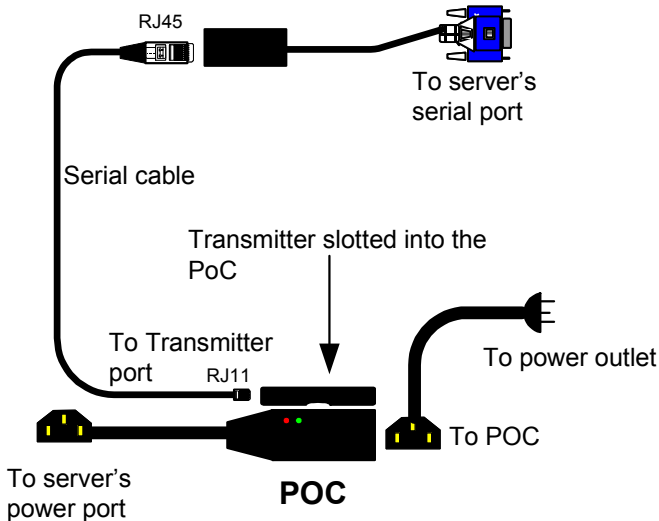 RJ45
To server's
serial port
Serial cable
Transmitter slotted into the
PoC
To Transmitter
port
RJ11
To power outlet
To POC
To server's
power port
POC